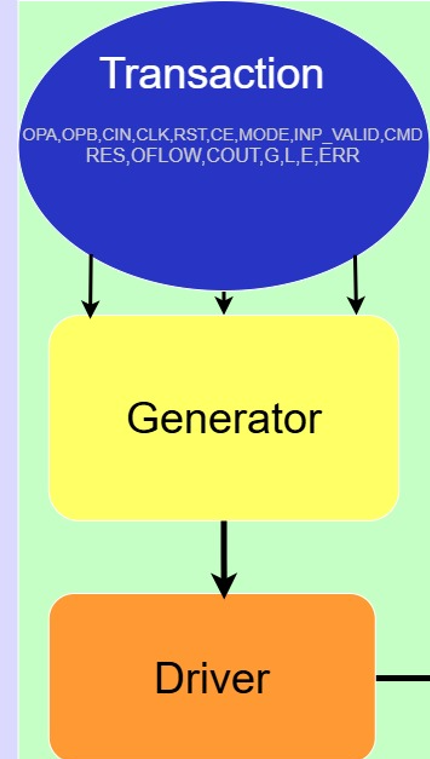 Transaction
OPA,OPB,CIN,CLK,RST,CE,MODE,INP_VALID,CMD
RES,OFLOW,COUT,G,L,E,ERR
Generator
Driver